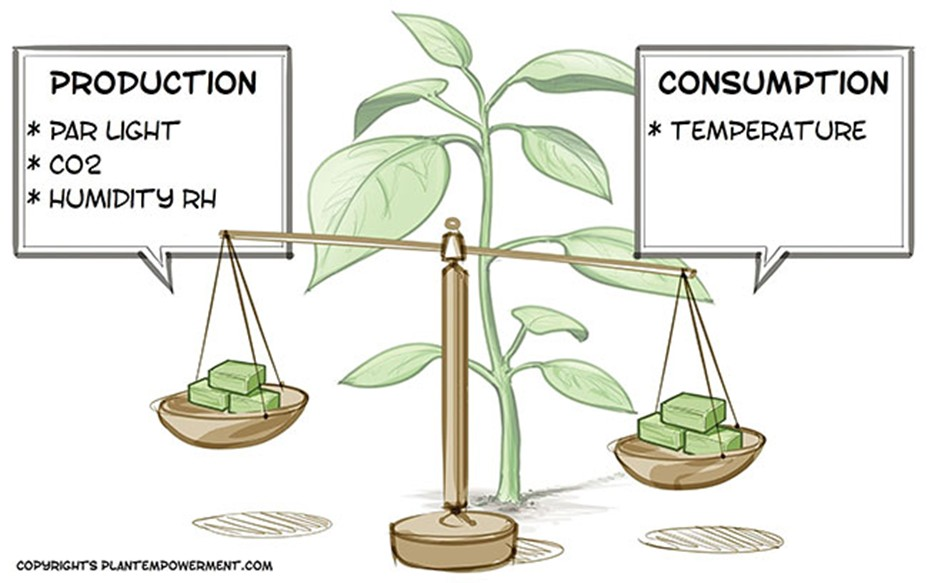 PRODUCTION
* PAR LIGHT
* CO2
* HUMIDITY RH
CONSUMPTION
* TEMPERATURE
COPYRIGHTS PLANTEMPOWERMENT.COM